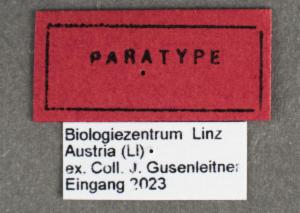 PARATYPE
Biologiezentrum Linz
Austria (LI)
ex. Coll. J. Gusenleitner
Eingang 2023